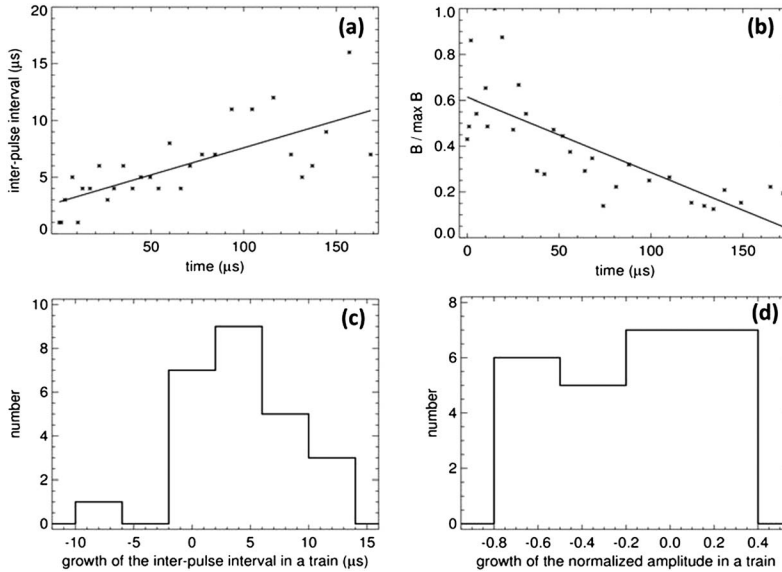 (a)
inter-pulse interval (μs)
20
15
10
5
0
50 100 150
time (μs)
(b)
B / max B
1.0
0.8
0.6
0.4
0.2
0.0
0 50 100 150
time (μs)
(c)
number
10
8
6
4
2
0
-10 -5 0 5 10 15
growth of the inter-pulse interval in a train (μs)
(d)
number
8
6
4
2
0
-0.8 -0.6 -0.4 -0.2 0.0 0.2 0.4
growth of the normalized amplitude in a train